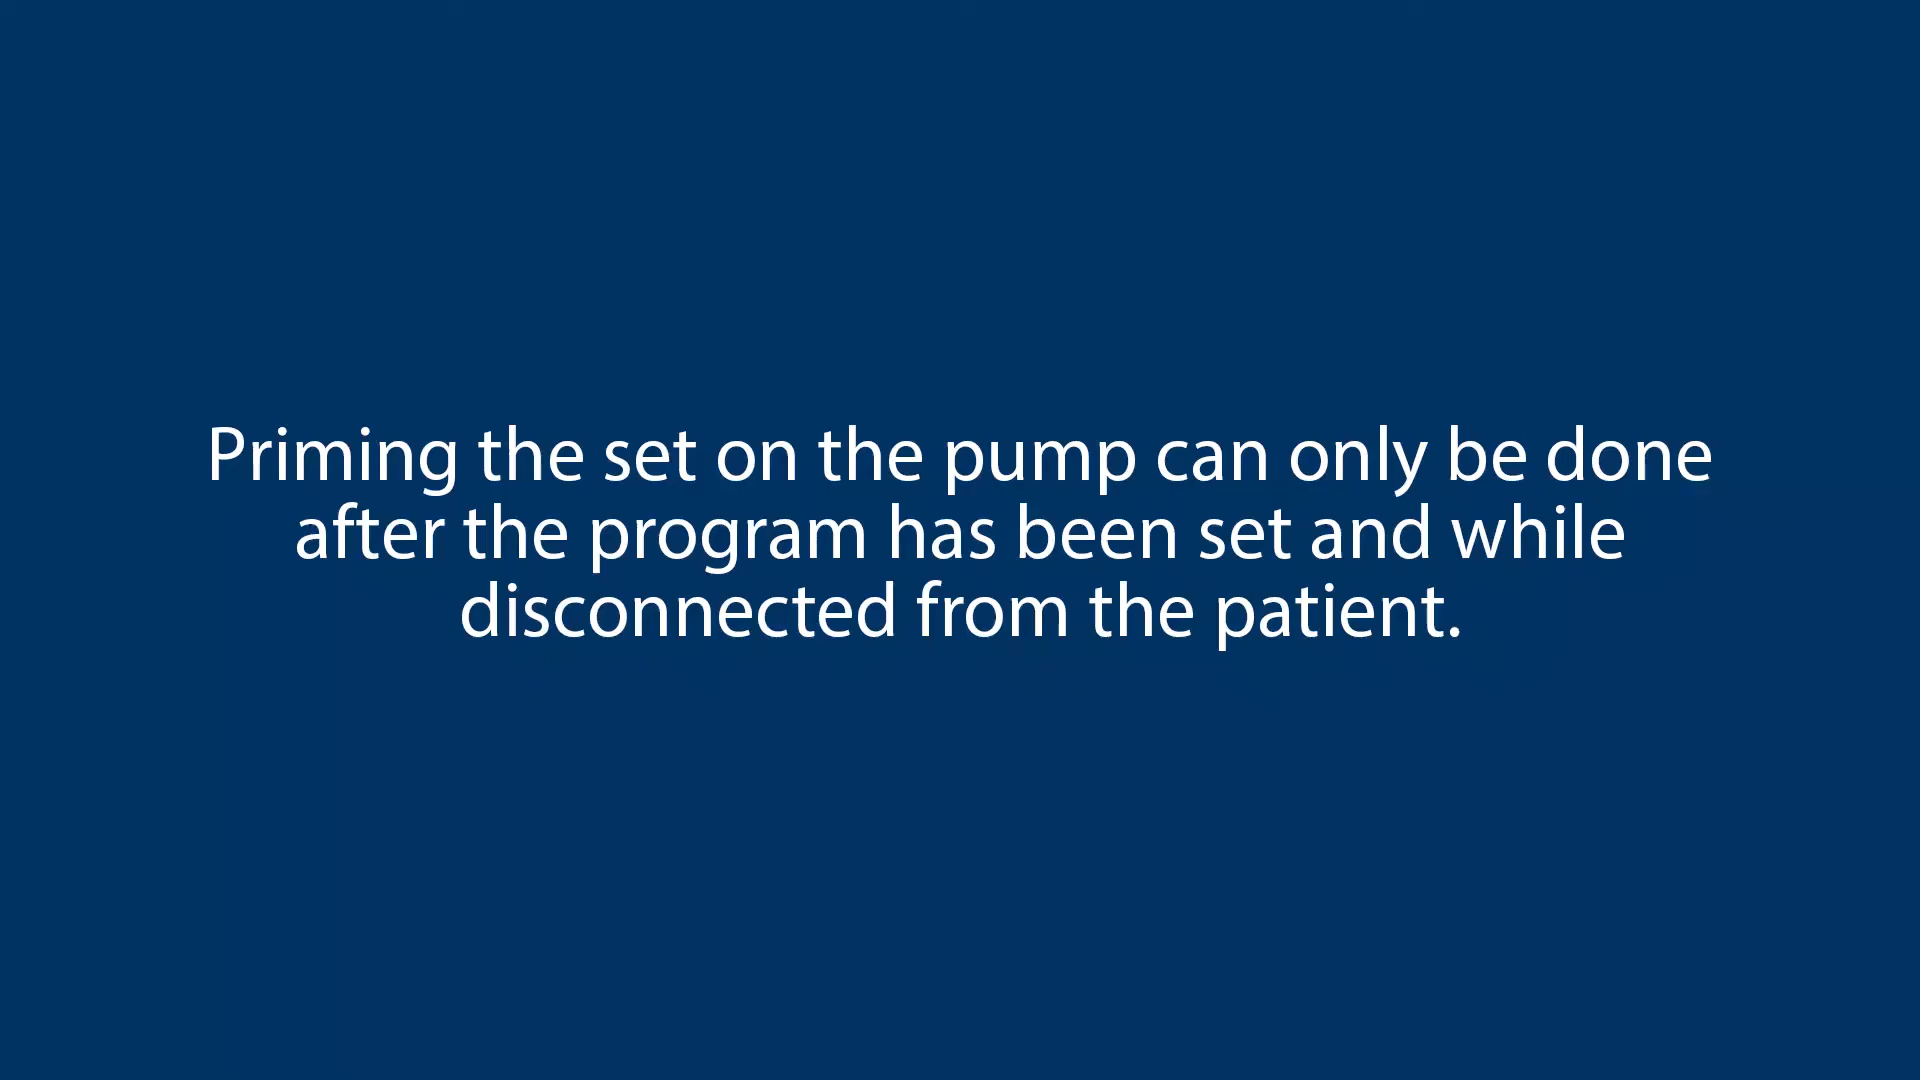 Priming the set on the pump can only be done
after the program has been set and while
disconnected from the patient.